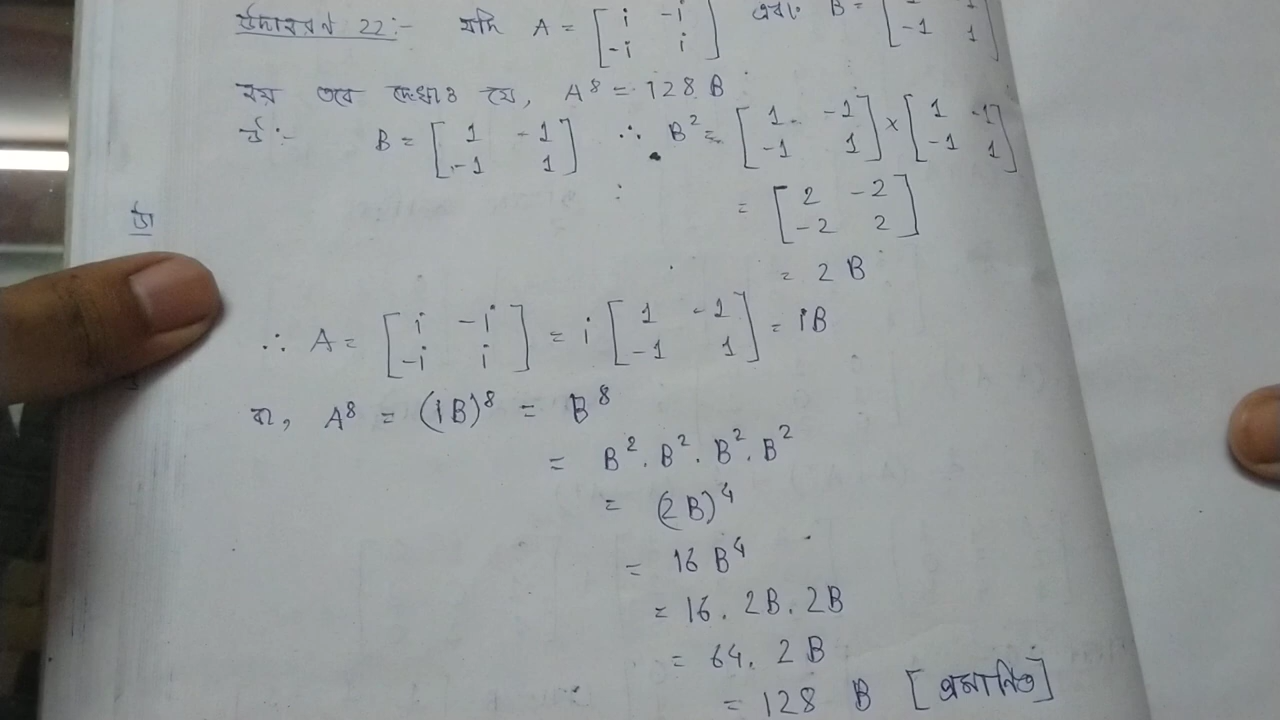 উদাহরণ 22:- যদি A = [i -i; -i i] এবং B = [ -1 1]
হয় তবে দেখাও যে, A⁸ = 128 B
উ:- B = [1 -1; -1 1] ∴ B² = [1 -1; -1 1] × [1 -1; -1 1]
= [2 -2; -2 2]
= 2 B
উা
∴ A = [i -i; -i i] = i [1 -1; -1 1] = iB
বা, A⁸ = (iB)⁸ = B⁸
= B². B². B². B²
= (2B)⁴
= 16 B⁴
= 16. 2B. 2B
= 64. 2B
= 128 B [প্রমানিত]